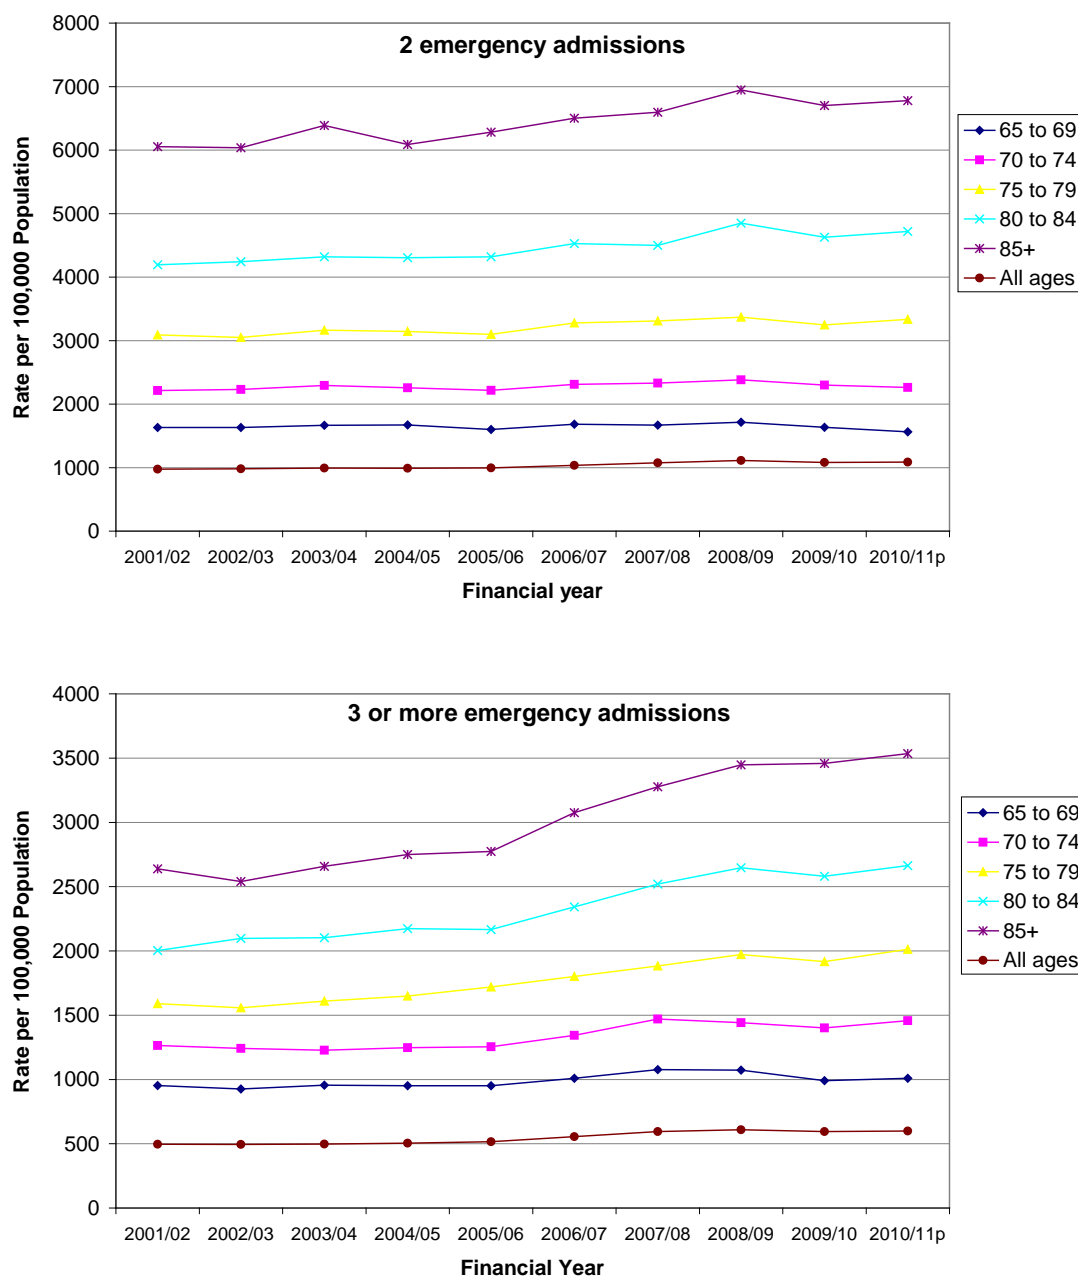 2 emergency admissions
8000
7000
6000
5000
4000
3000
2000
1000
0
Rate per 100,000 Population
2001/02 2002/03 2003/04 2004/05 2005/06 2006/07 2007/08 2008/09 2009/10 2010/11p
Financial year
65 to 69
70 to 74
75 to 79
80 to 84
85+
All ages
3 or more emergency admissions
4000
3500
3000
2500
2000
1500
1000
500
0
Rate per 100,000 Population
2001/02 2002/03 2003/04 2004/05 2005/06 2006/07 2007/08 2008/09 2009/10 2010/11p
Financial Year
65 to 69
70 to 74
75 to 79
80 to 84
85+
All ages